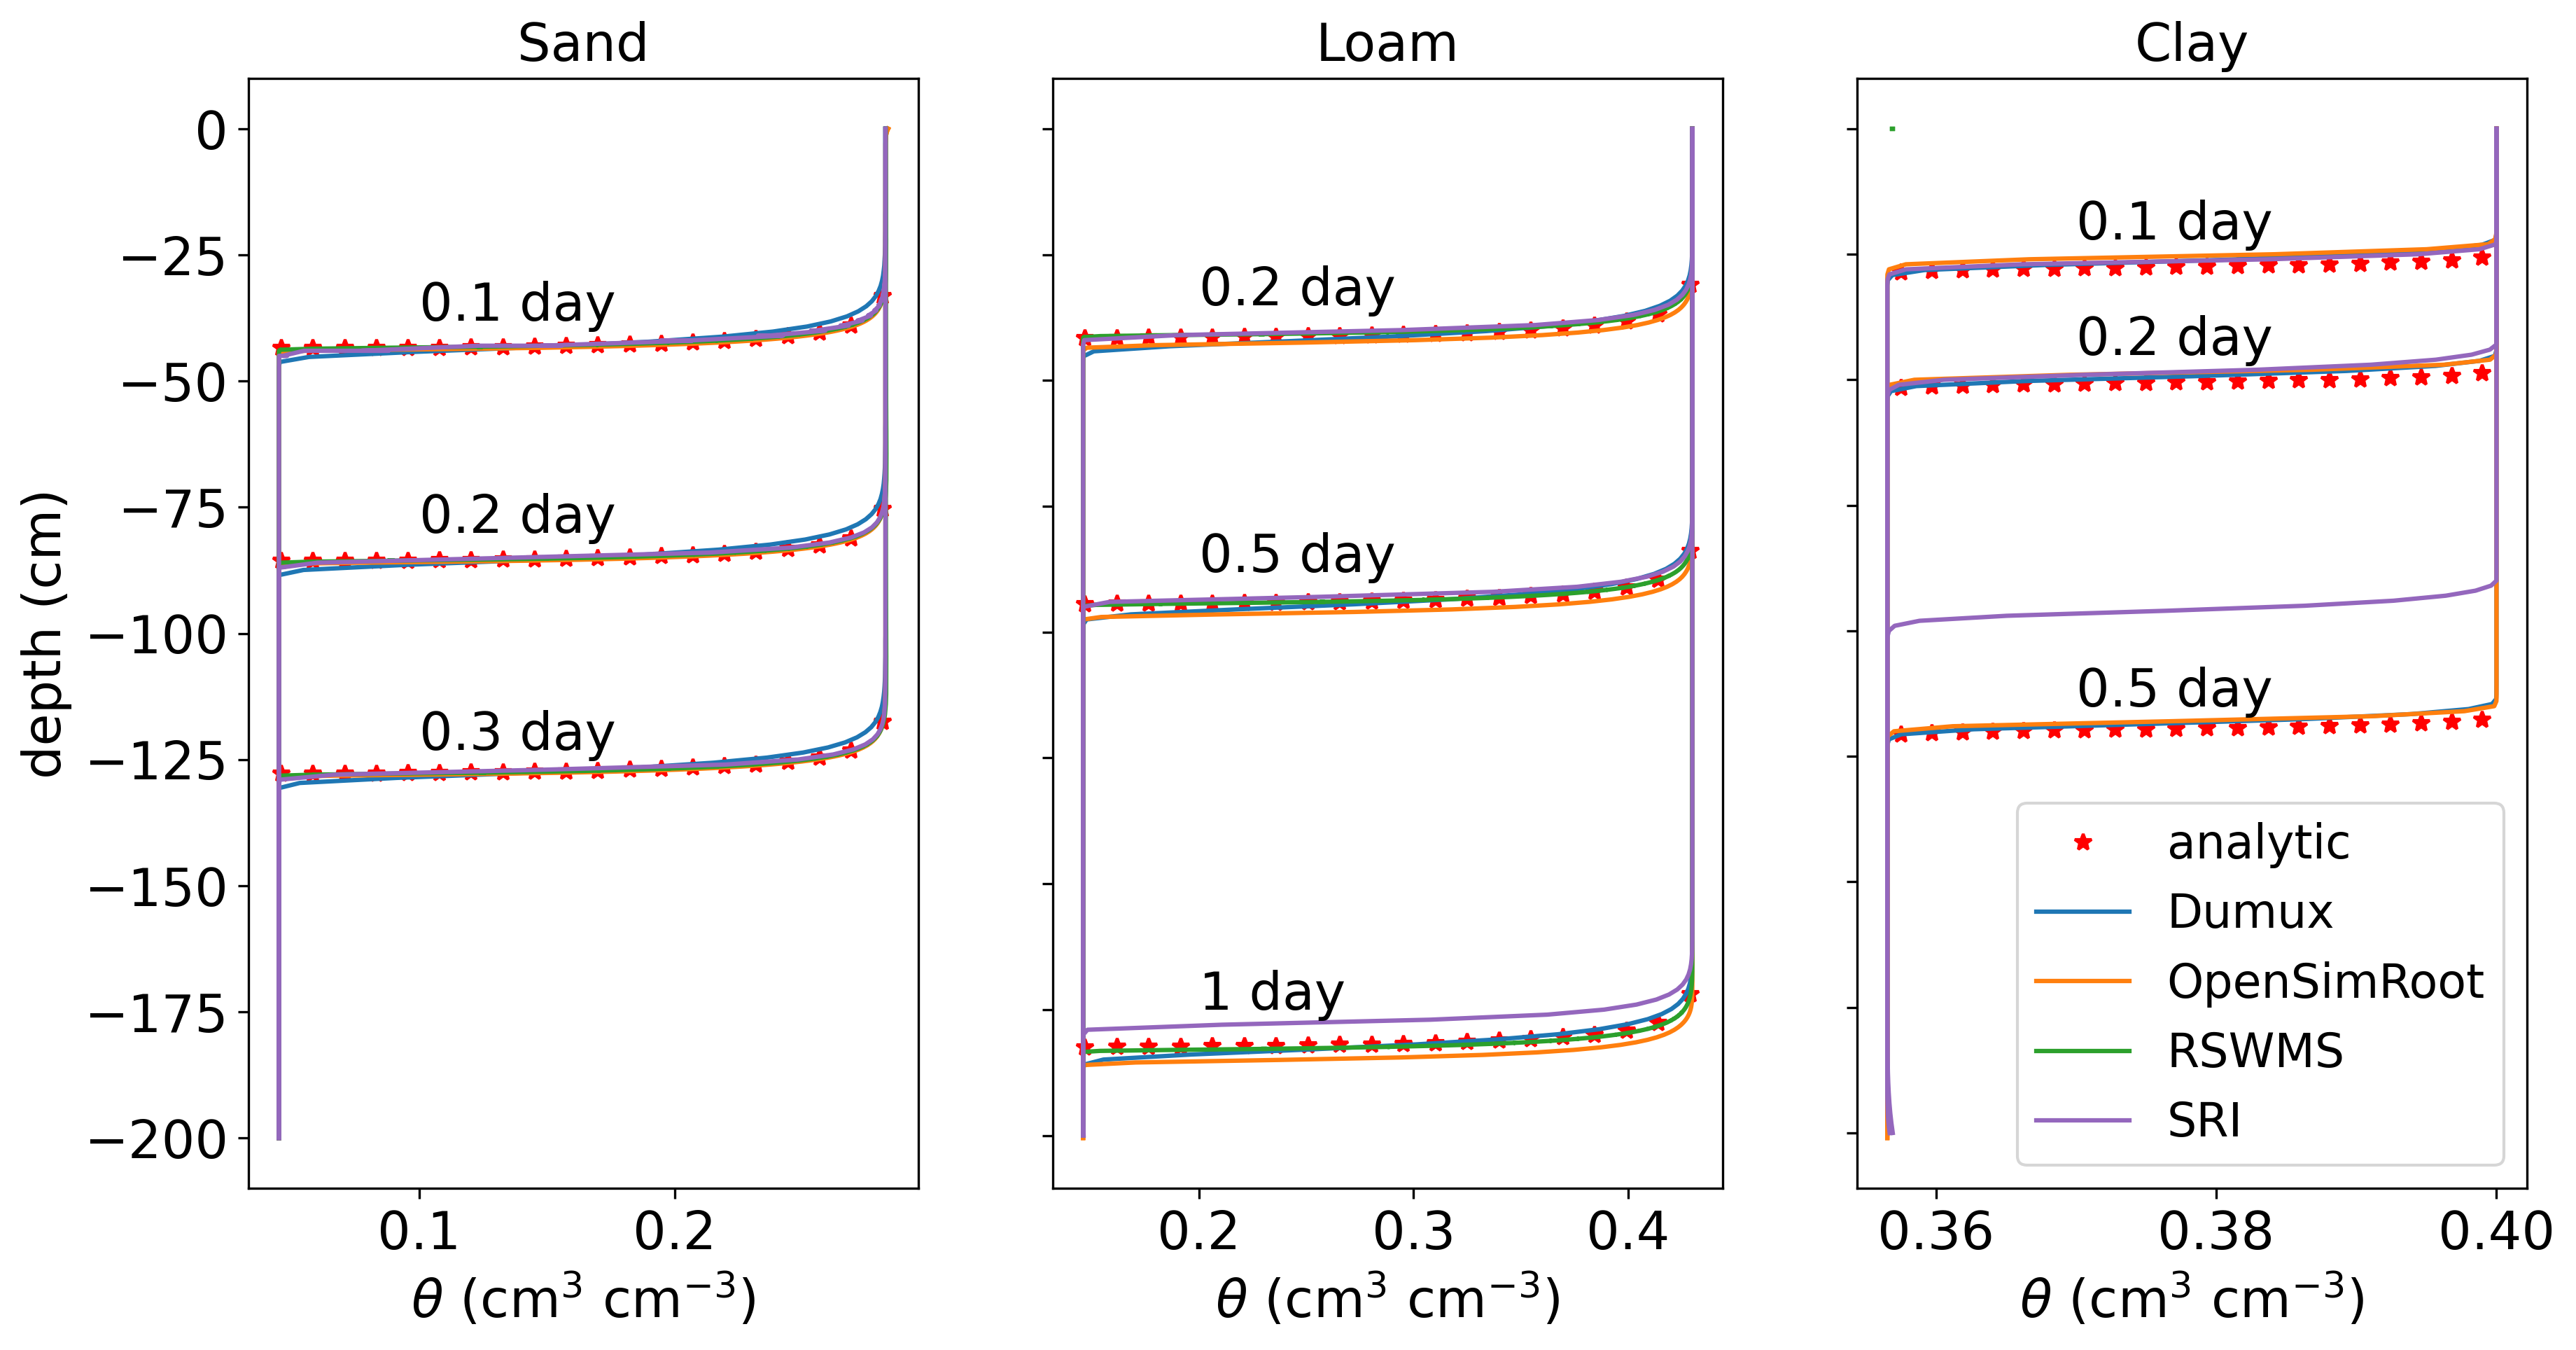 Sand
Loam
Clay
depth (cm)
0
−25
−50
−75
−100
−125
−150
−175
−200
0.1 day
0.2 day
0.3 day
0.1
0.2
θ (cm³ cm⁻³)
0.2 day
0.5 day
1 day
0.2
0.3
0.4
θ (cm³ cm⁻³)
0.1 day
0.2 day
0.5 day
analytic
Dumux
OpenSimRoot
RSWMS
SRI
0.36
0.38
0.40
θ (cm³ cm⁻³)